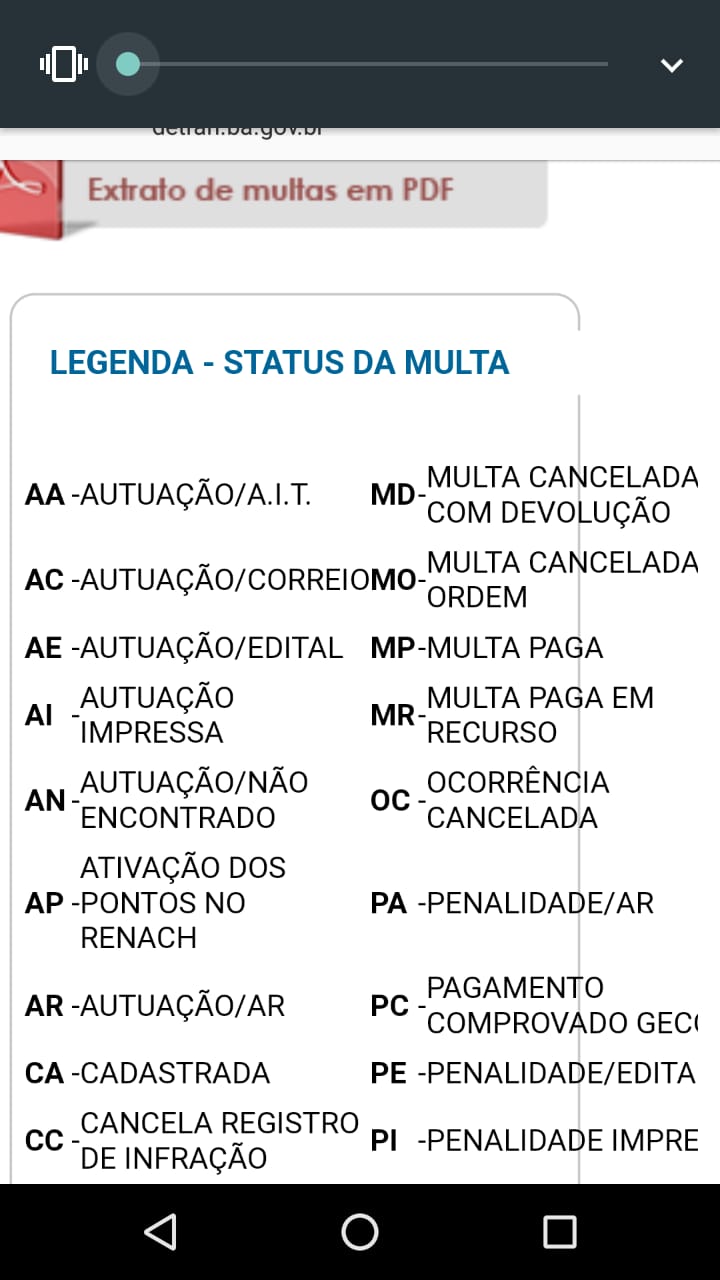 detran.ba.gov.br
Extrato de multas em PDF
LEGENDA - STATUS DA MULTA
AA -AUTUAÇÃO/A.I.T.
MD- MULTA CANCELADA
COM DEVOLUÇÃO
AC -AUTUAÇÃO/CORREIO
MO- MULTA CANCELADA
ORDEM
AE -AUTUAÇÃO/EDITAL
MP-MULTA PAGA
AI - AUTUAÇÃO
IMPRESSA
MR- MULTA PAGA EM
RECURSO
AN - AUTUAÇÃO/NÃO
ENCONTRADO
OC - OCORRÊNCIA
CANCELADA
ATIVAÇÃO DOS
AP -PONTOS NO
RENACH
PA -PENALIDADE/AR
AR -AUTUAÇÃO/AR
PC - PAGAMENTO
COMPROVADO
CA -CADASTRADA
PE -PENALIDADE/EDITA
CC - CANCELA REGISTRO
DE INFRAÇÃO
PI -PENALIDADE IMPRE